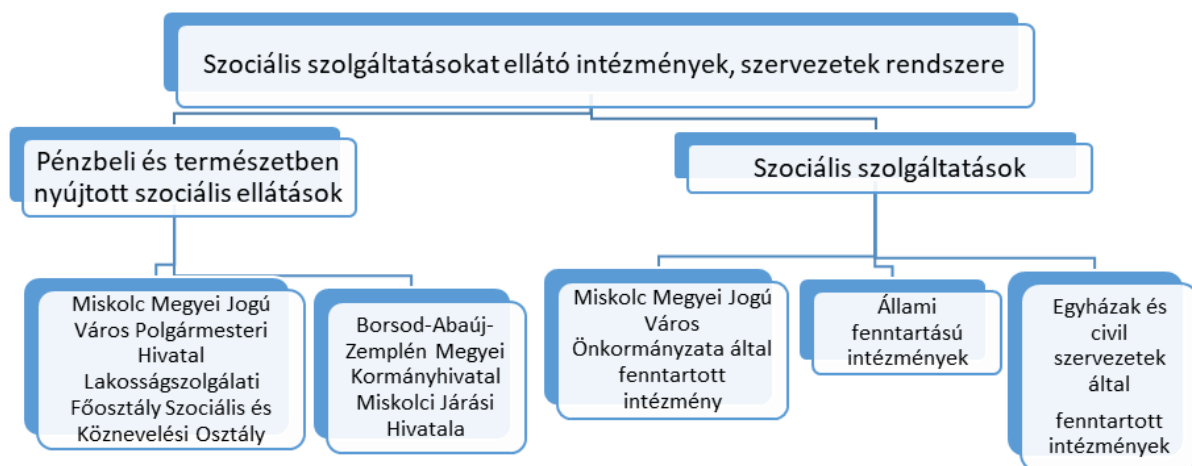 Szociális szolgáltatásokat ellátó intézmények, szervezetek rendszere
Pénzbeli és természetben
nyújtott szociális ellátások
Szociális szolgáltatások
Miskolc Megyei Jogú
Város Polgármesteri
Hivatal
Lakosságszolgálati
Főosztály Szociális és
Köznevelési Osztály
Borsod-Abaúj-
Zemplén Megyei
Kormányhivatal
Miskolci Járási
Hivatala
Miskolc Megyei Jogú
Város
Önkormányzata által
fenntartott
intézmény
Állami
fenntartású
intézmények
Egyházak és
civil
szervezetek
által
fenntartott
intézmények